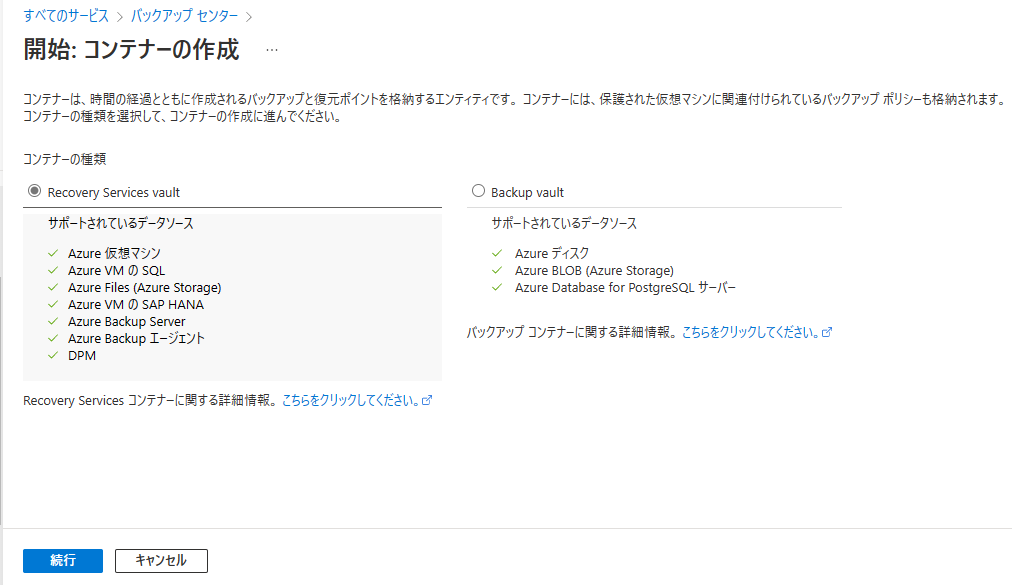 すべてのサービス > バックアップ センター >
開始: コンテナーの作成 ...
コンテナーは、時間の経過とともに作成されるバックアップと復元ポイントを格納するエンティティです。コンテナーには、保護された仮想マシンに関連付けられているバックアップ ポリシーも格納されます。
コンテナーの種類を選択して、コンテナーの作成に進んでください。
コンテナーの種類
Recovery Services vault
サポートされているデータソース
Azure 仮想マシン
Azure VM の SQL
Azure Files (Azure Storage)
Azure VM の SAP HANA
Azure Backup Server
Azure Backup エージェント
DPM
Recovery Services コンテナーに関する詳細情報。こちらをクリックしてください。
Backup vault
サポートされているデータソース
Azure ディスク
Azure BLOB (Azure Storage)
Azure Database for PostgreSQL サーバー
バックアップ コンテナーに関する詳細情報。こちらをクリックしてください。
続行
キャンセル